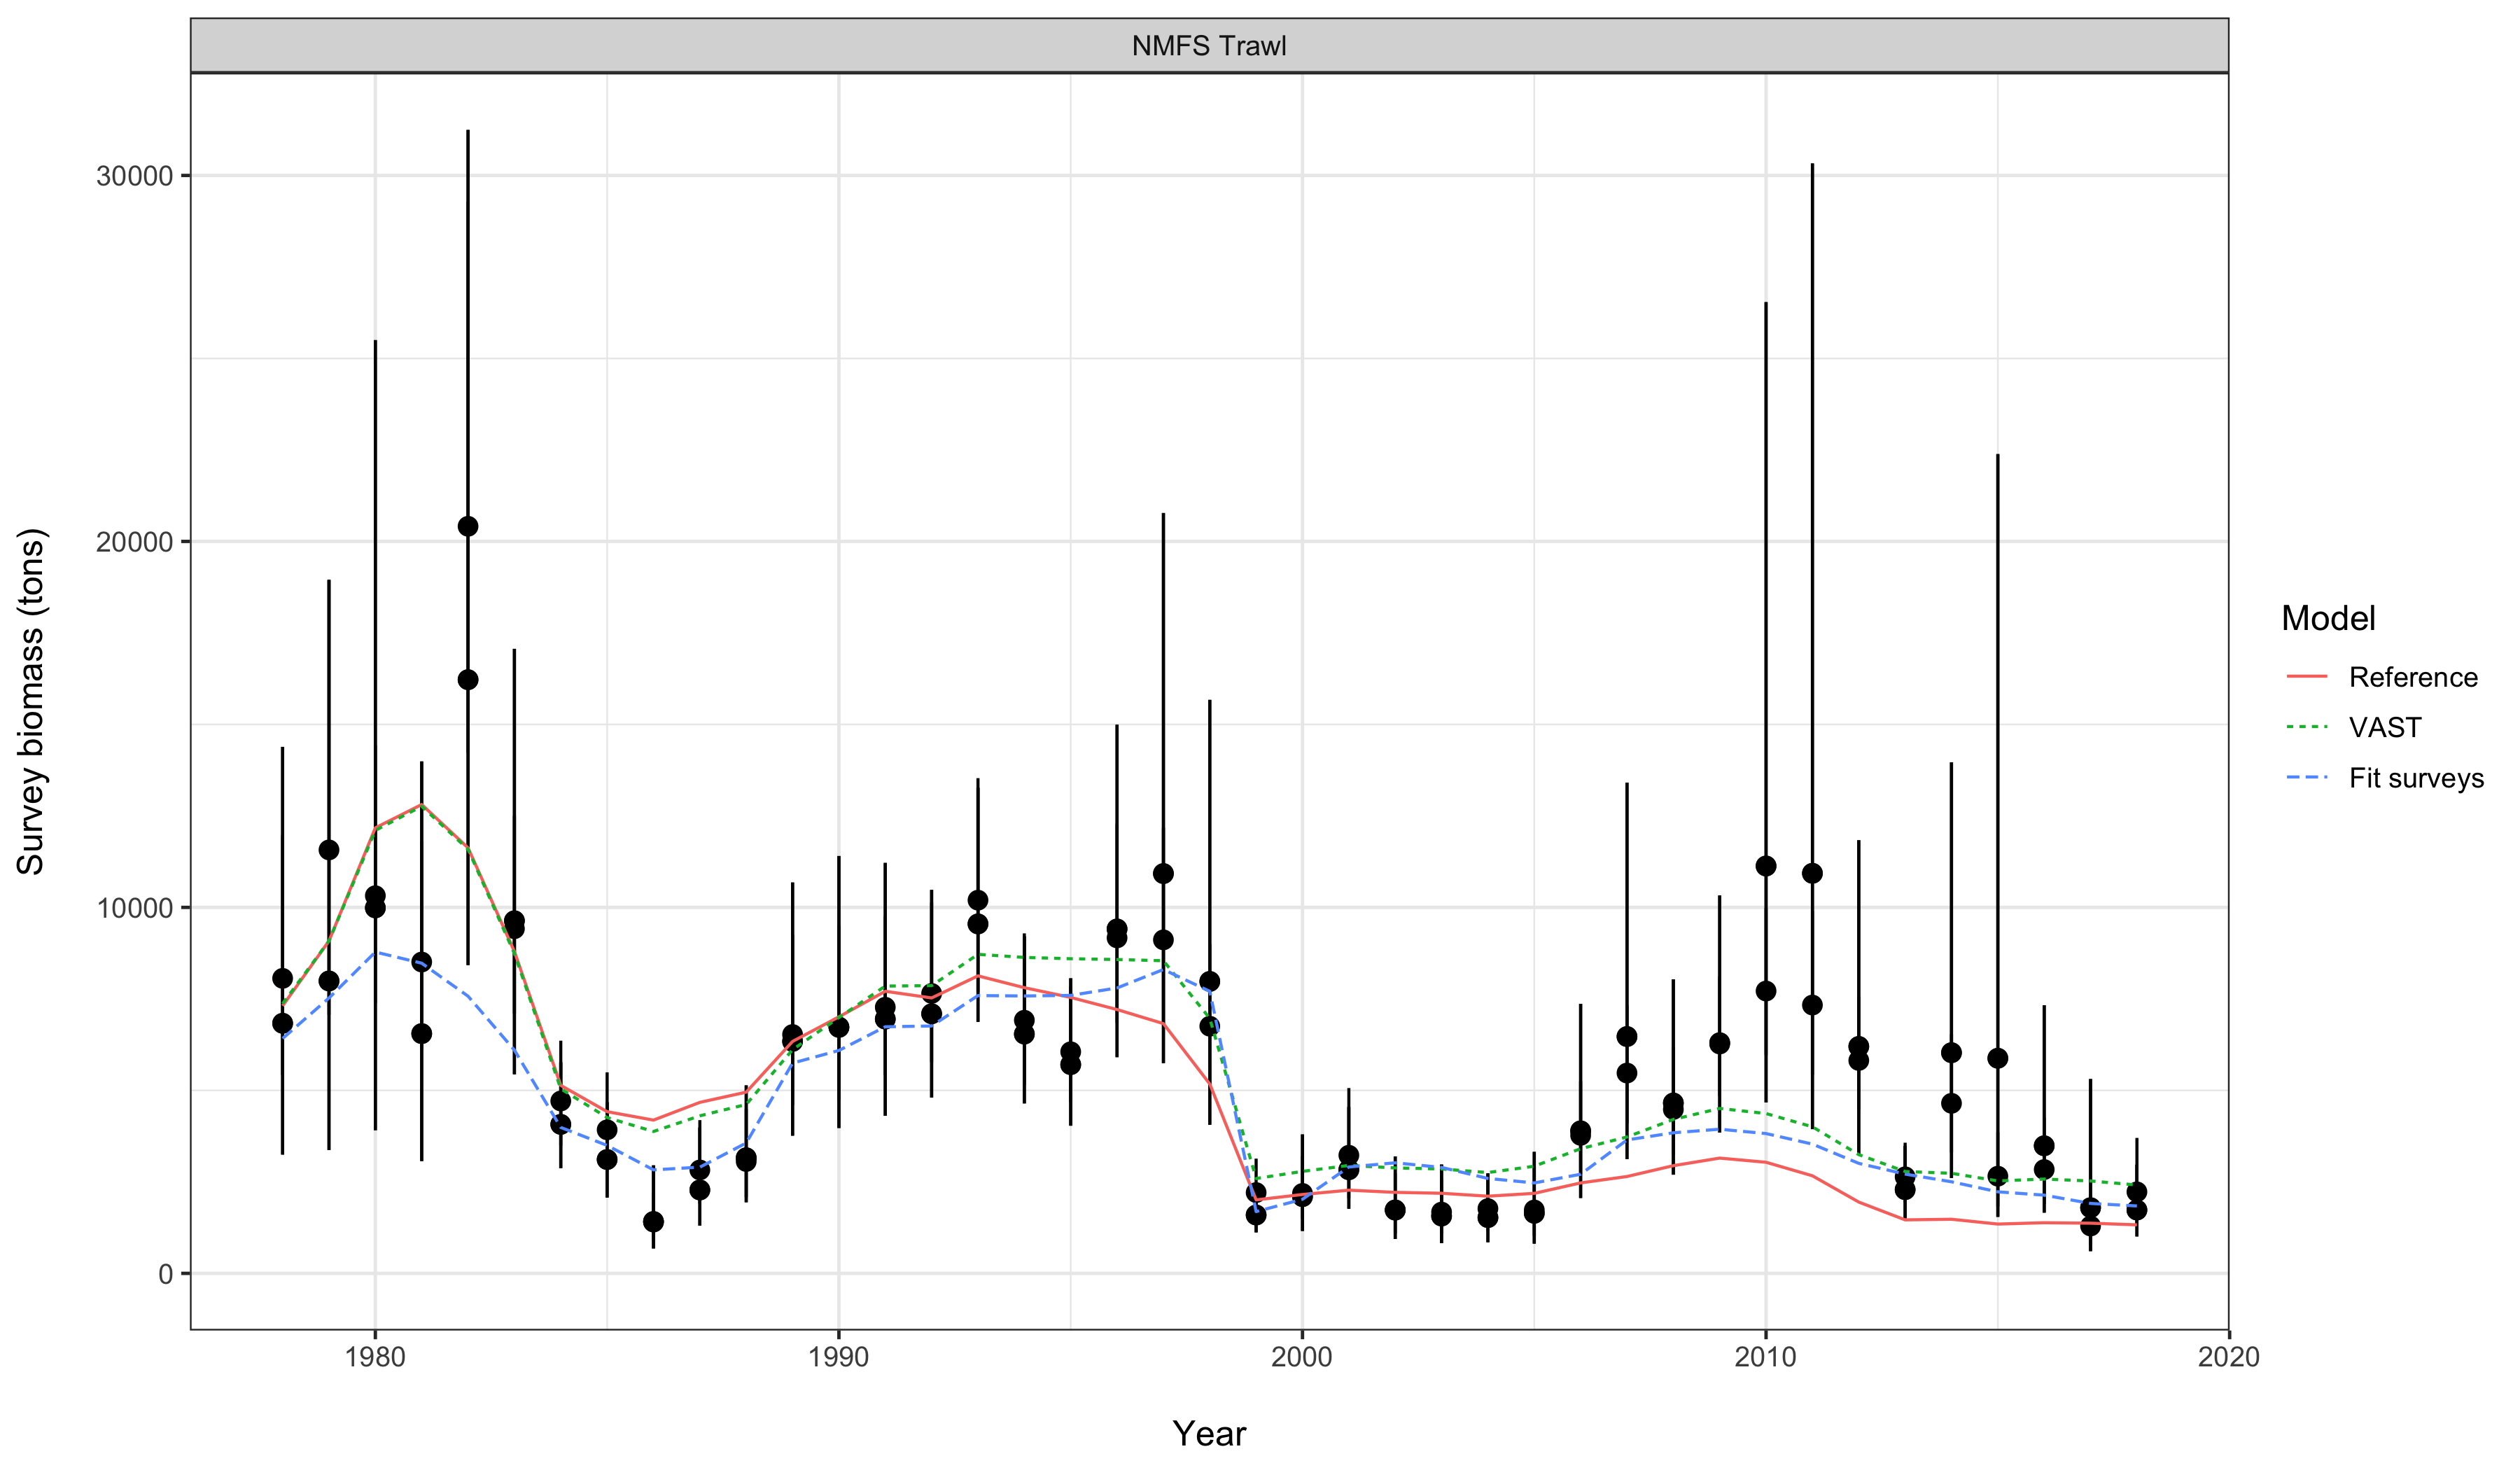 NMFS Trawl
Survey biomass (tons)
30000
20000
10000
0
1980 1990 2000 2010 2020
Year
Model
Reference
VAST
Fit surveys